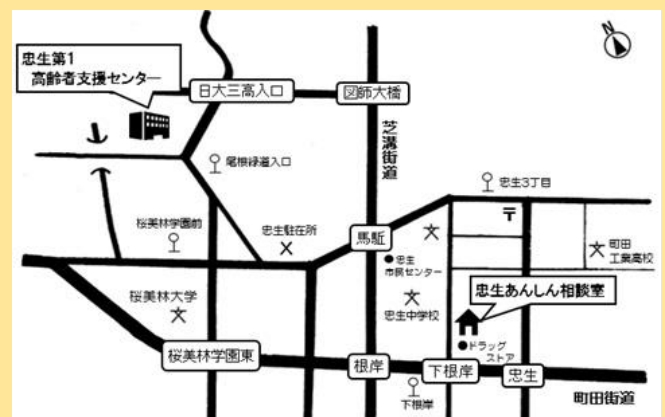 N
忠生第1
高齢者支援センター
日大三高入口
図師大橋
芝溝街道
尾根緑道入口
忠生3丁目
〒
桜美林学園前
忠生駐在所
馬駈
忠生
市民センター
町田
工業高校
忠生あんしん相談室
桜美林大学
忠生中学校
ドラッグ
ストア
桜美林学園東
根岸
下根岸
忠生
下根岸
町田街道